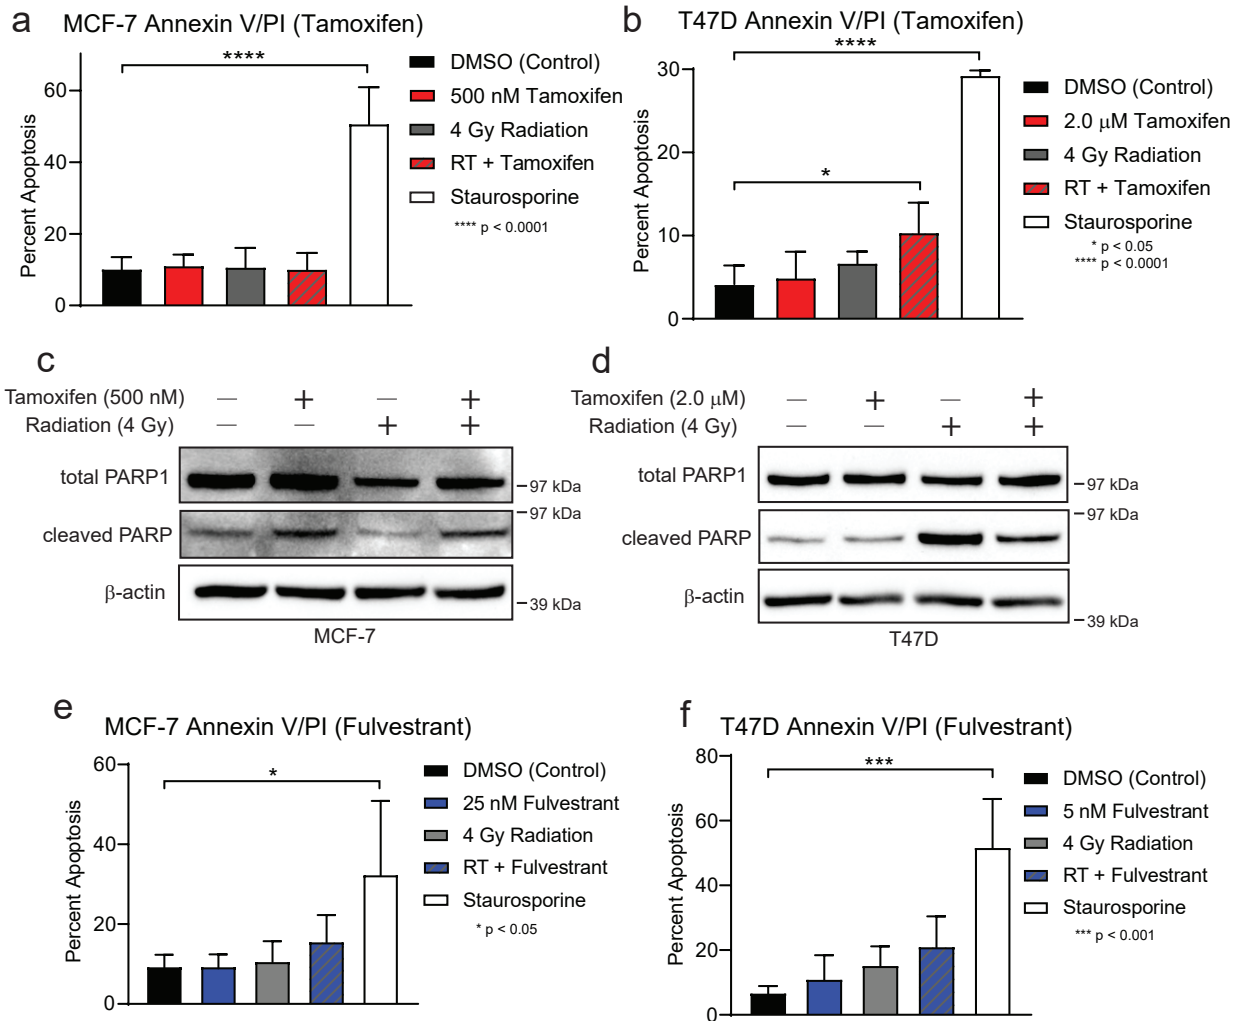 a
MCF-7 Annexin V/PI (Tamoxifen)
Percent Apoptosis
60
40
20
0
****
DMSO (Control)
500 nM Tamoxifen
4 Gy Radiation
RT + Tamoxifen
Staurosporine
**** p < 0.0001
b
T47D Annexin V/PI (Tamoxifen)
Percent Apoptosis
30
20
10
0
****
*
DMSO (Control)
2.0 μM Tamoxifen
4 Gy Radiation
RT + Tamoxifen
Staurosporine
* p < 0.05
**** p < 0.0001
c
Tamoxifen (500 nM) — + — +
Radiation (4 Gy) — — + +
total PARP1
97 kDa
97 kDa
cleaved PARP
β-actin
39 kDa
MCF-7
d
Tamoxifen (2.0 μM) — + — +
Radiation (4 Gy) — — + +
total PARP1
97 kDa
97 kDa
cleaved PARP
β-actin
39 kDa
T47D
e
MCF-7 Annexin V/PI (Fulvestrant)
Percent Apoptosis
60
40
20
0
*
DMSO (Control)
25 nM Fulvestrant
4 Gy Radiation
RT + Fulvestrant
Staurosporine
* p < 0.05
f
T47D Annexin V/PI (Fulvestrant)
Percent Apoptosis
80
60
40
20
0
***
DMSO (Control)
5 nM Fulvestrant
4 Gy Radiation
RT + Fulvestrant
Staurosporine
*** p < 0.001